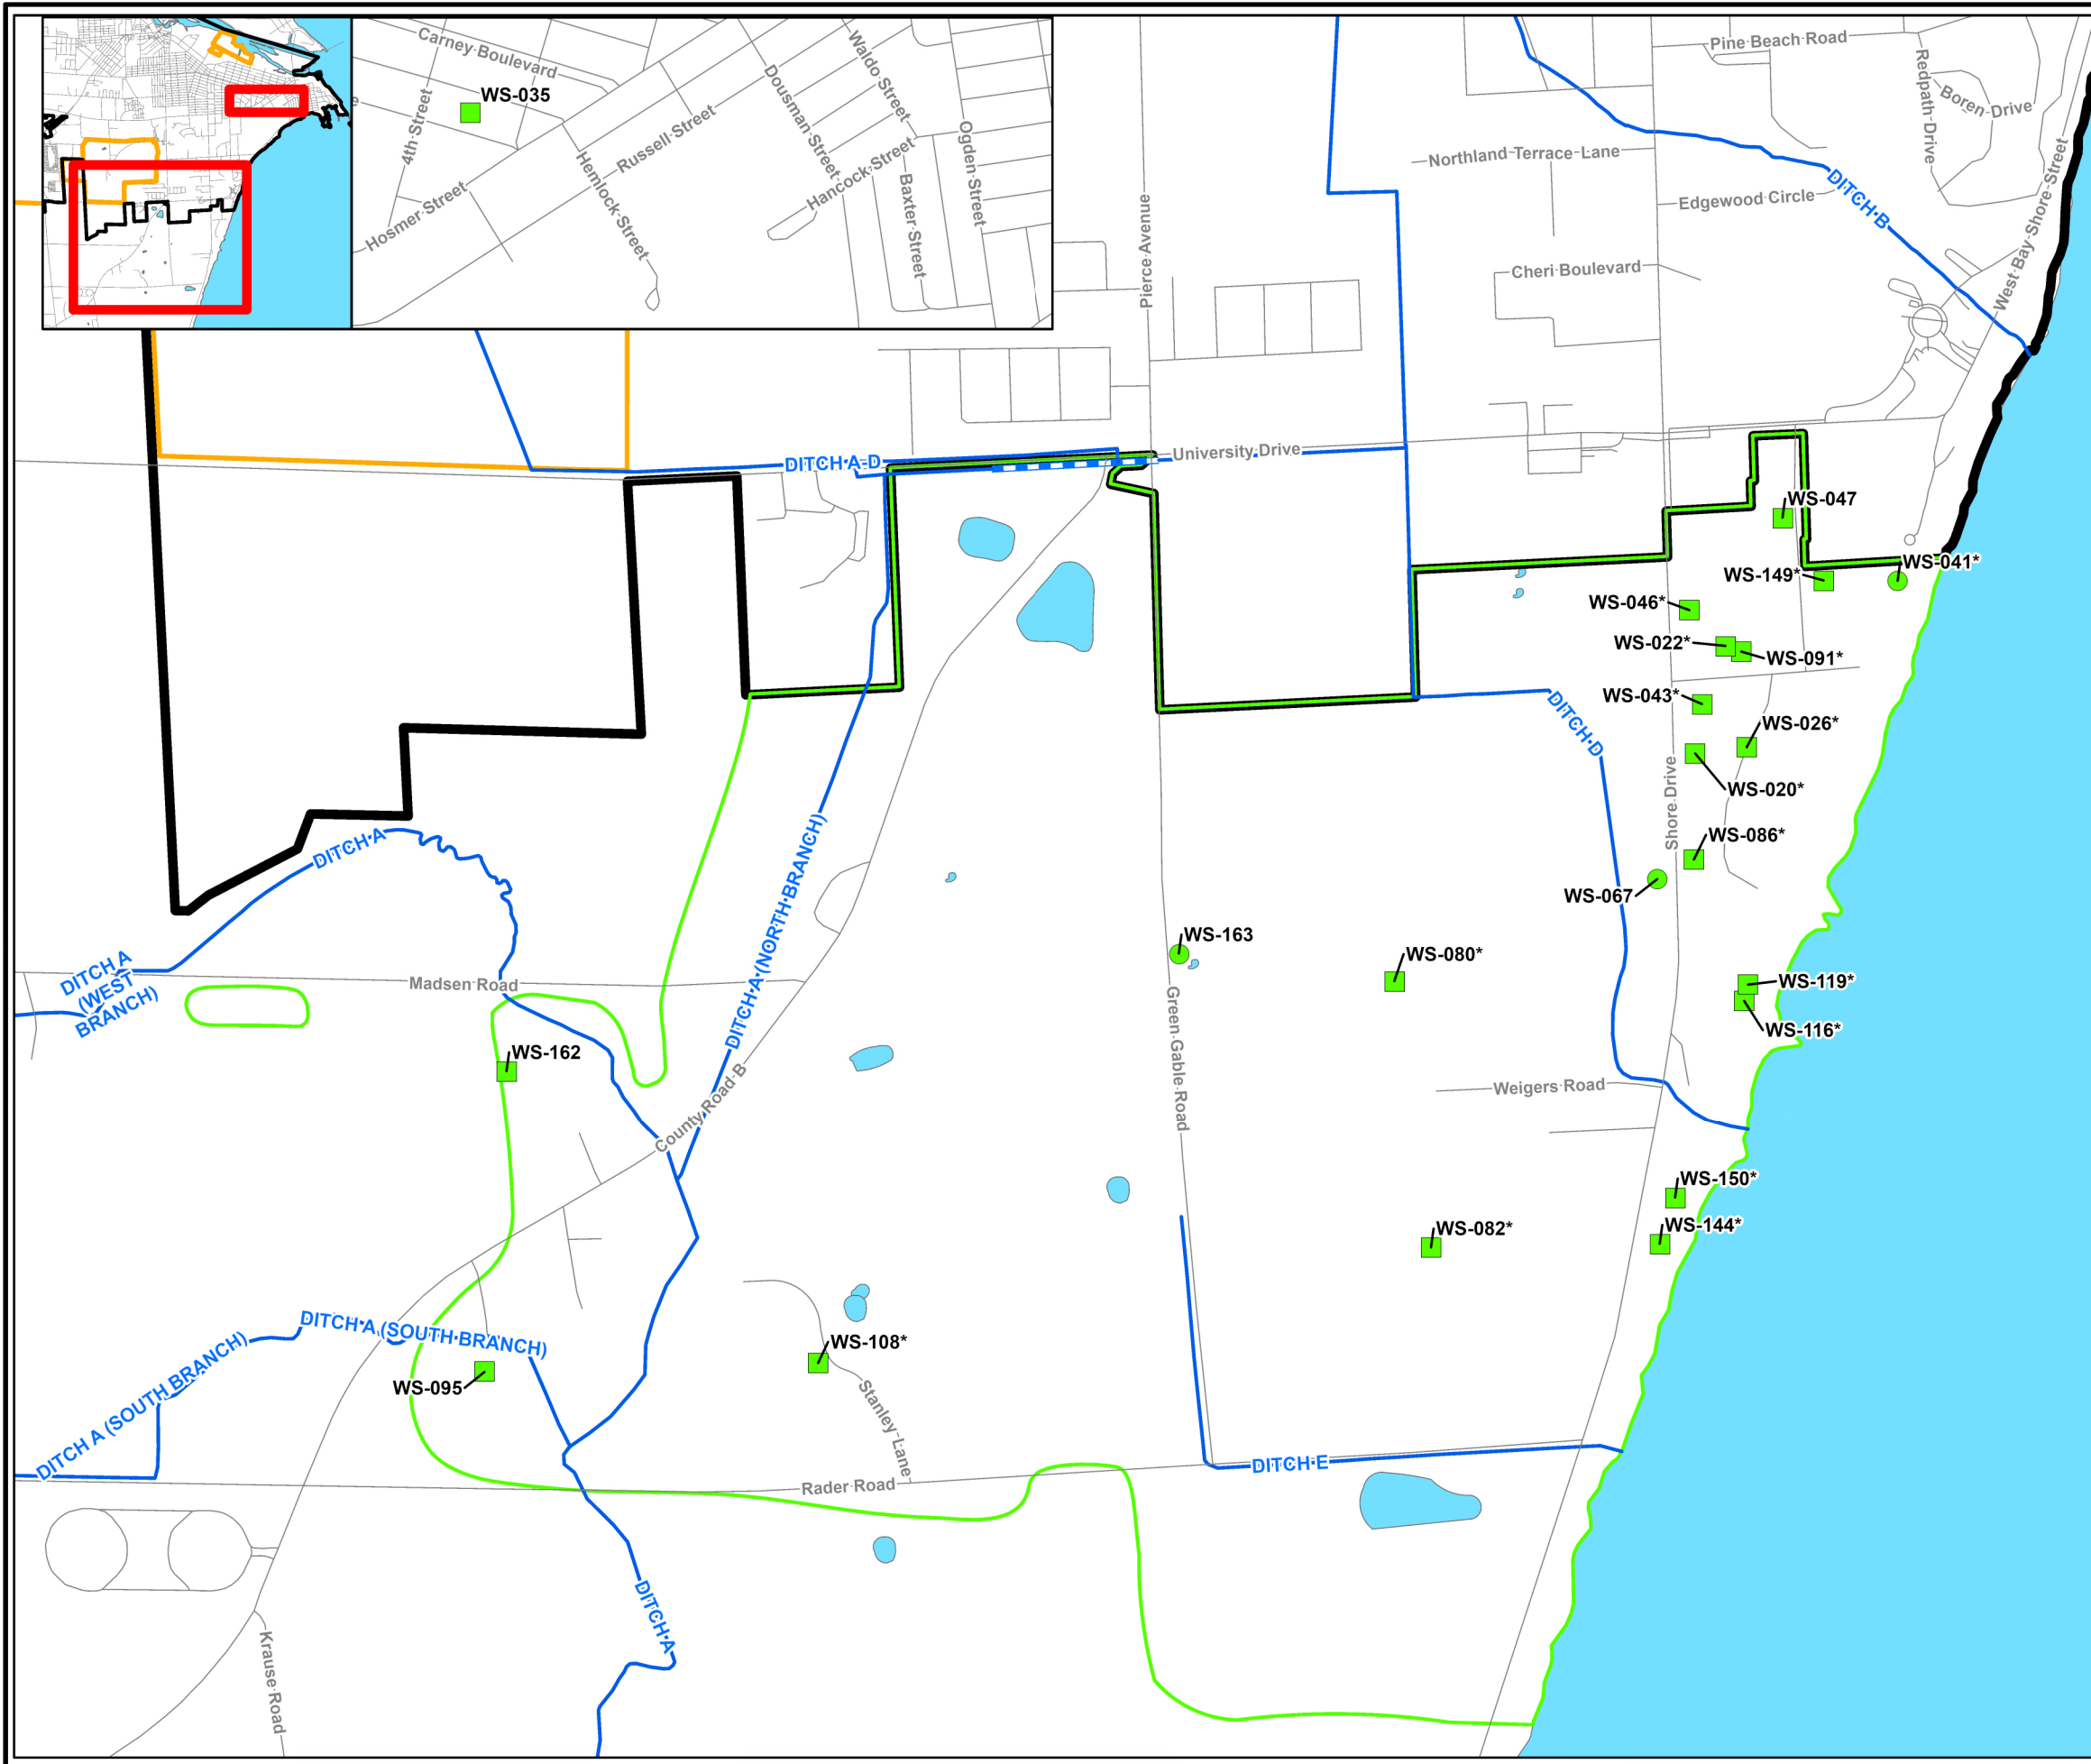 Carney Boulevard
WS-035
4th Street
Hosmer Street
Hemlock Street
Russell Street
Dousman Street
Waldo Street
Hancock Street
Baxter Street
Ogden Street
Pierce Avenue
Pine Beach Road
Redpath Drive
Boren Drive
Northland Terrace Lane
Edgewood Circle
DITCH B
West Bay Shore Street
Cheri Boulevard
DITCH A-D
University Drive
WS-047
WS-041*
WS-149*
WS-046*
WS-022*
WS-091*
WS-043*
WS-026*
DITCH D
WS-020*
Shore Drive
WS-086*
WS-067
DITCH A
DITCH A (NORTH BRANCH)
WS-163
WS-080*
DITCH A
(WEST
BRANCH)
Madsen Road
WS-119*
WS-116*
WS-162
Green Gable Road
County Road B
Weigers Road
WS-150*
WS-144*
WS-082*
DITCH A (SOUTH BRANCH)
DITCH A (SOUTH BRANCH)
WS-108*
WS-095
Stanley Lane
DITCH E
Rader Road
DITCH A
Krause Road